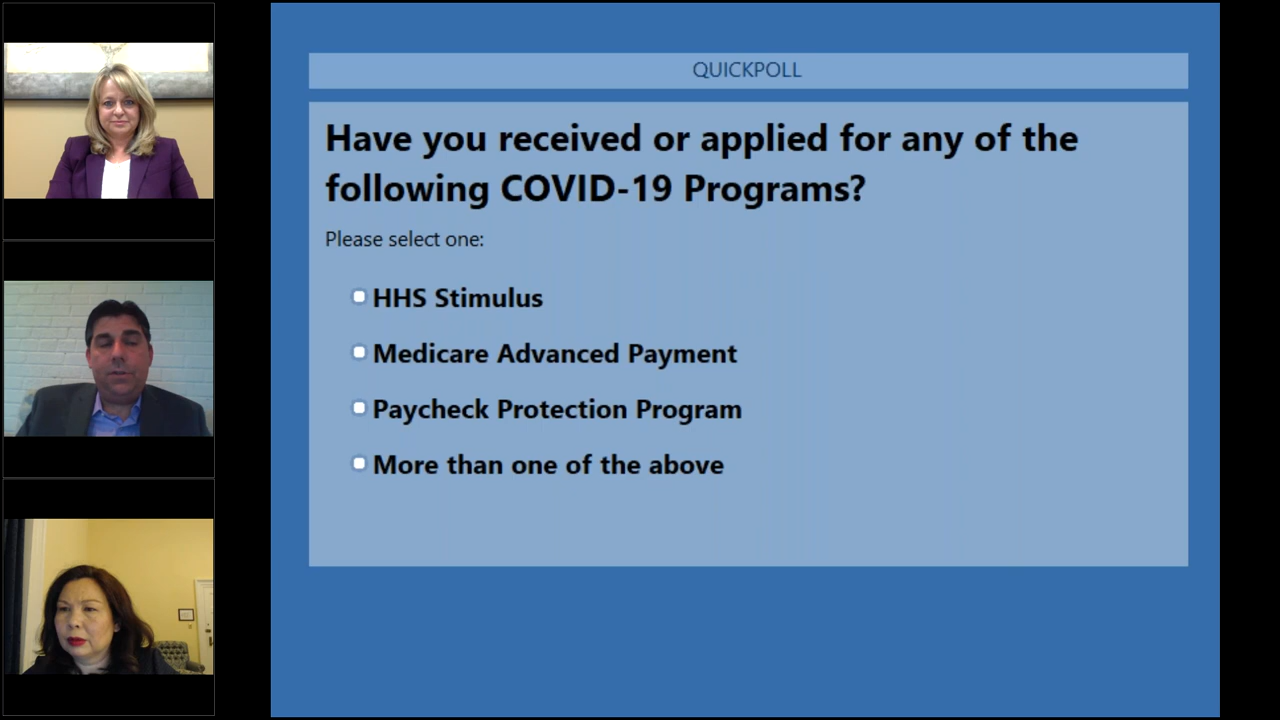 QUICKPOLL
Have you received or applied for any of the
following COVID-19 Programs?
Please select one:
HHS Stimulus
Medicare Advanced Payment
Paycheck Protection Program
More than one of the above